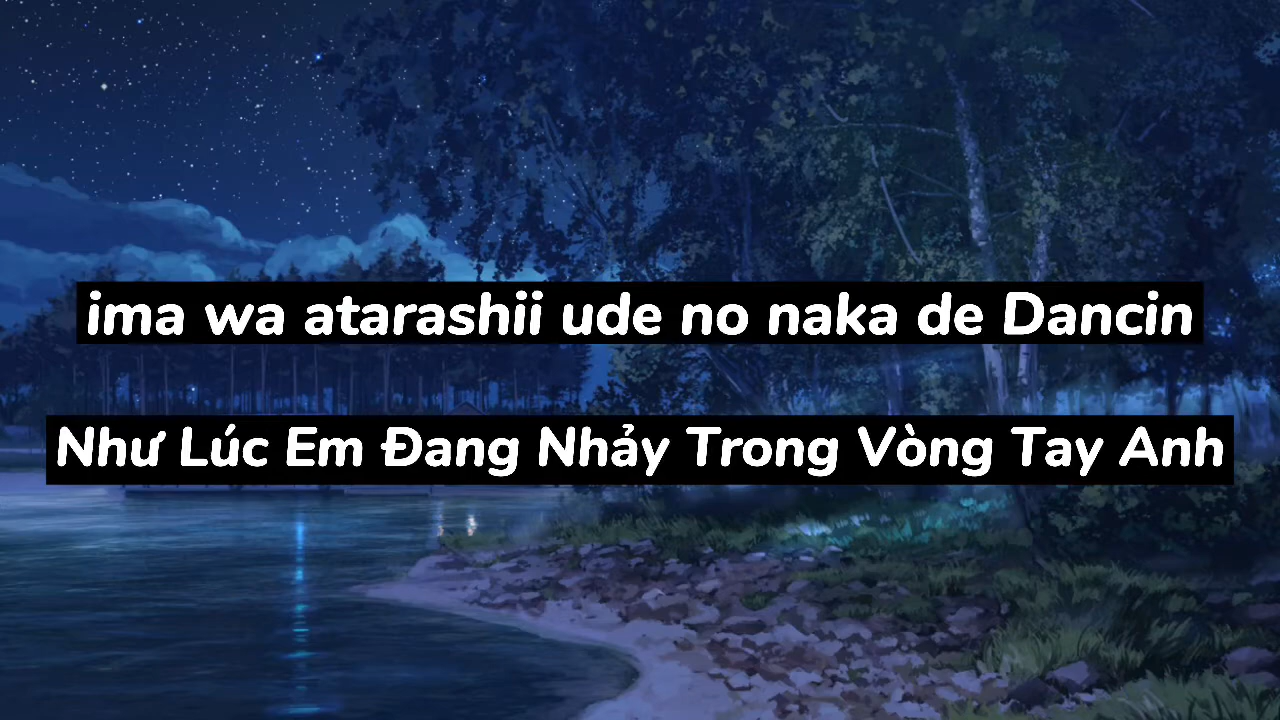 ima wa atarashii ude no naka de Dancin
Như Lúc Em Đang Nhảy Trong Vòng Tay Anh